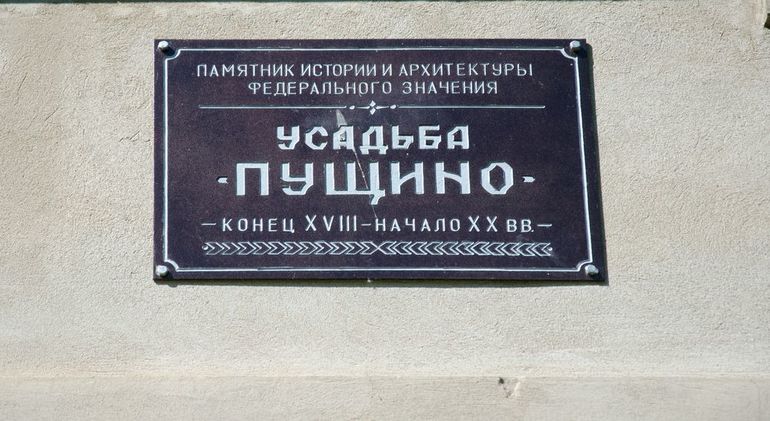 ПАМЯТНИК ИСТОРИИ И АРХИТЕКТУРЫ
ФЕДЕРАЛЬНОГО ЗНАЧЕНИЯ
УСАДЬБА
·ПУЩИНО·
— КОНЕЦ XVIII — НАЧАЛО XX ВВ. —